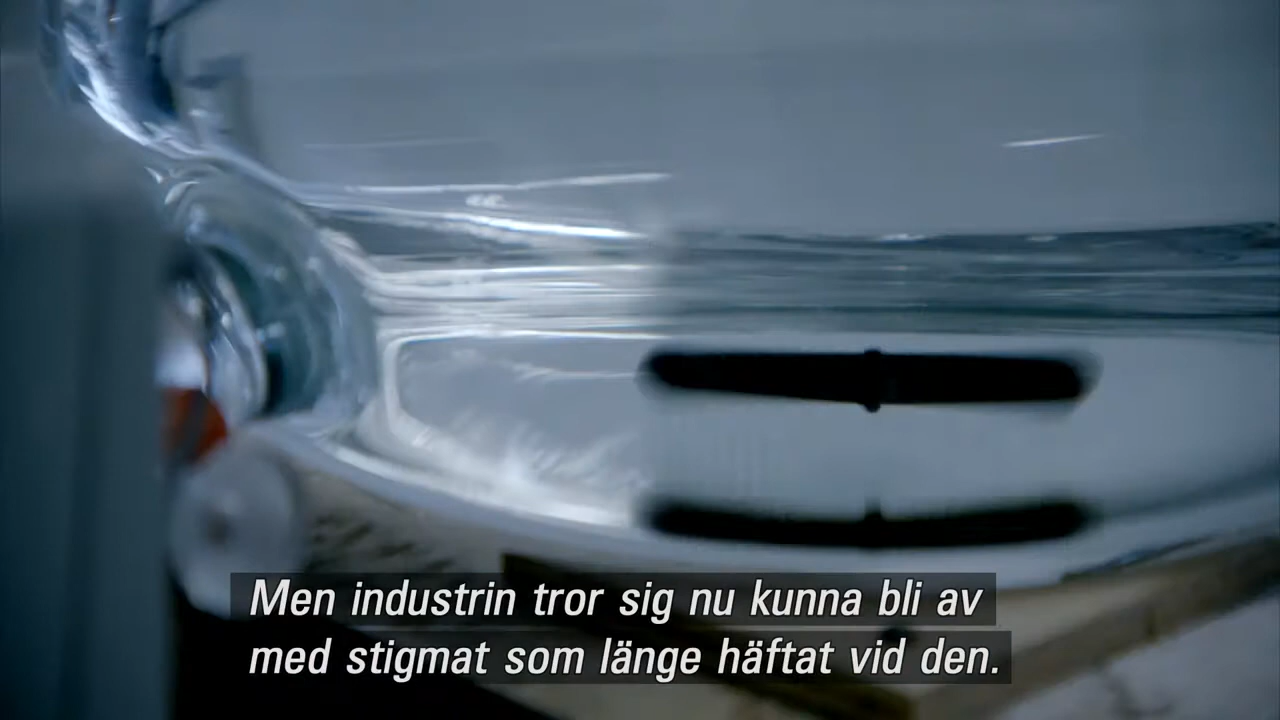 Men industrin tror sig nu kunna bli av
med stigmat som länge häftat vid den.